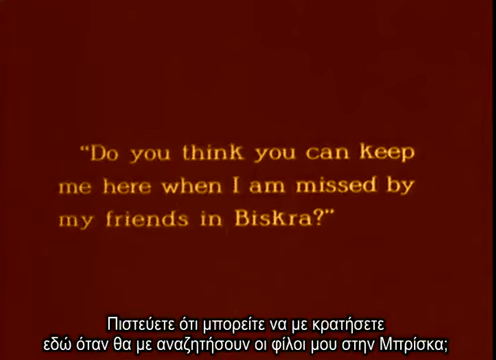 "Do you think you can keep
me here when I am missed by
my friends in Biskra?"
Πιστεύετε ότι μπορείτε να με κρατήσετε
εδώ όταν θα με αναζητήσουν οι φίλοι μου στην Μπρίσκα;